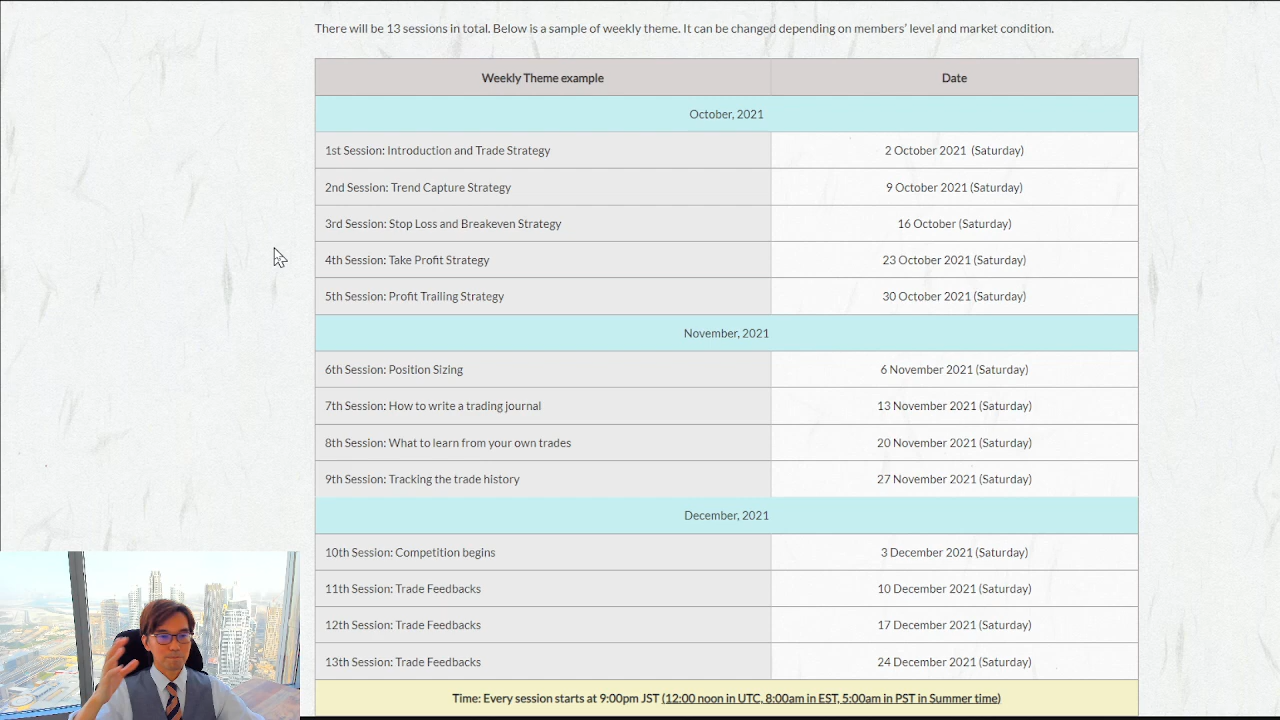 There will be 13 sessions in total. Below is a sample of weekly theme. It can be changed depending on members' level and market condition.
Weekly Theme example Date
October, 2021
1st Session: Introduction and Trade Strategy 2 October 2021 (Saturday)
2nd Session: Trend Capture Strategy 9 October 2021 (Saturday)
3rd Session: Stop Loss and Breakeven Strategy 16 October (Saturday)
4th Session: Take Profit Strategy 23 October 2021 (Saturday)
5th Session: Profit Trailing Strategy 30 October 2021 (Saturday)
November, 2021
6th Session: Position Sizing 6 November 2021 (Saturday)
7th Session: How to write a trading journal 13 November 2021 (Saturday)
8th Session: What to learn from your own trades 20 November 2021 (Saturday)
9th Session: Tracking the trade history 27 November 2021 (Saturday)
December, 2021
10th Session: Competition begins 3 December 2021 (Saturday)
11th Session: Trade Feedbacks 10 December 2021 (Saturday)
12th Session: Trade Feedbacks 17 December 2021 (Saturday)
13th Session: Trade Feedbacks 24 December 2021 (Saturday)
Time: Every session starts at 9:00pm JST (12:00 noon in UTC, 8:00am in EST, 5:00am in PST in Summer time)